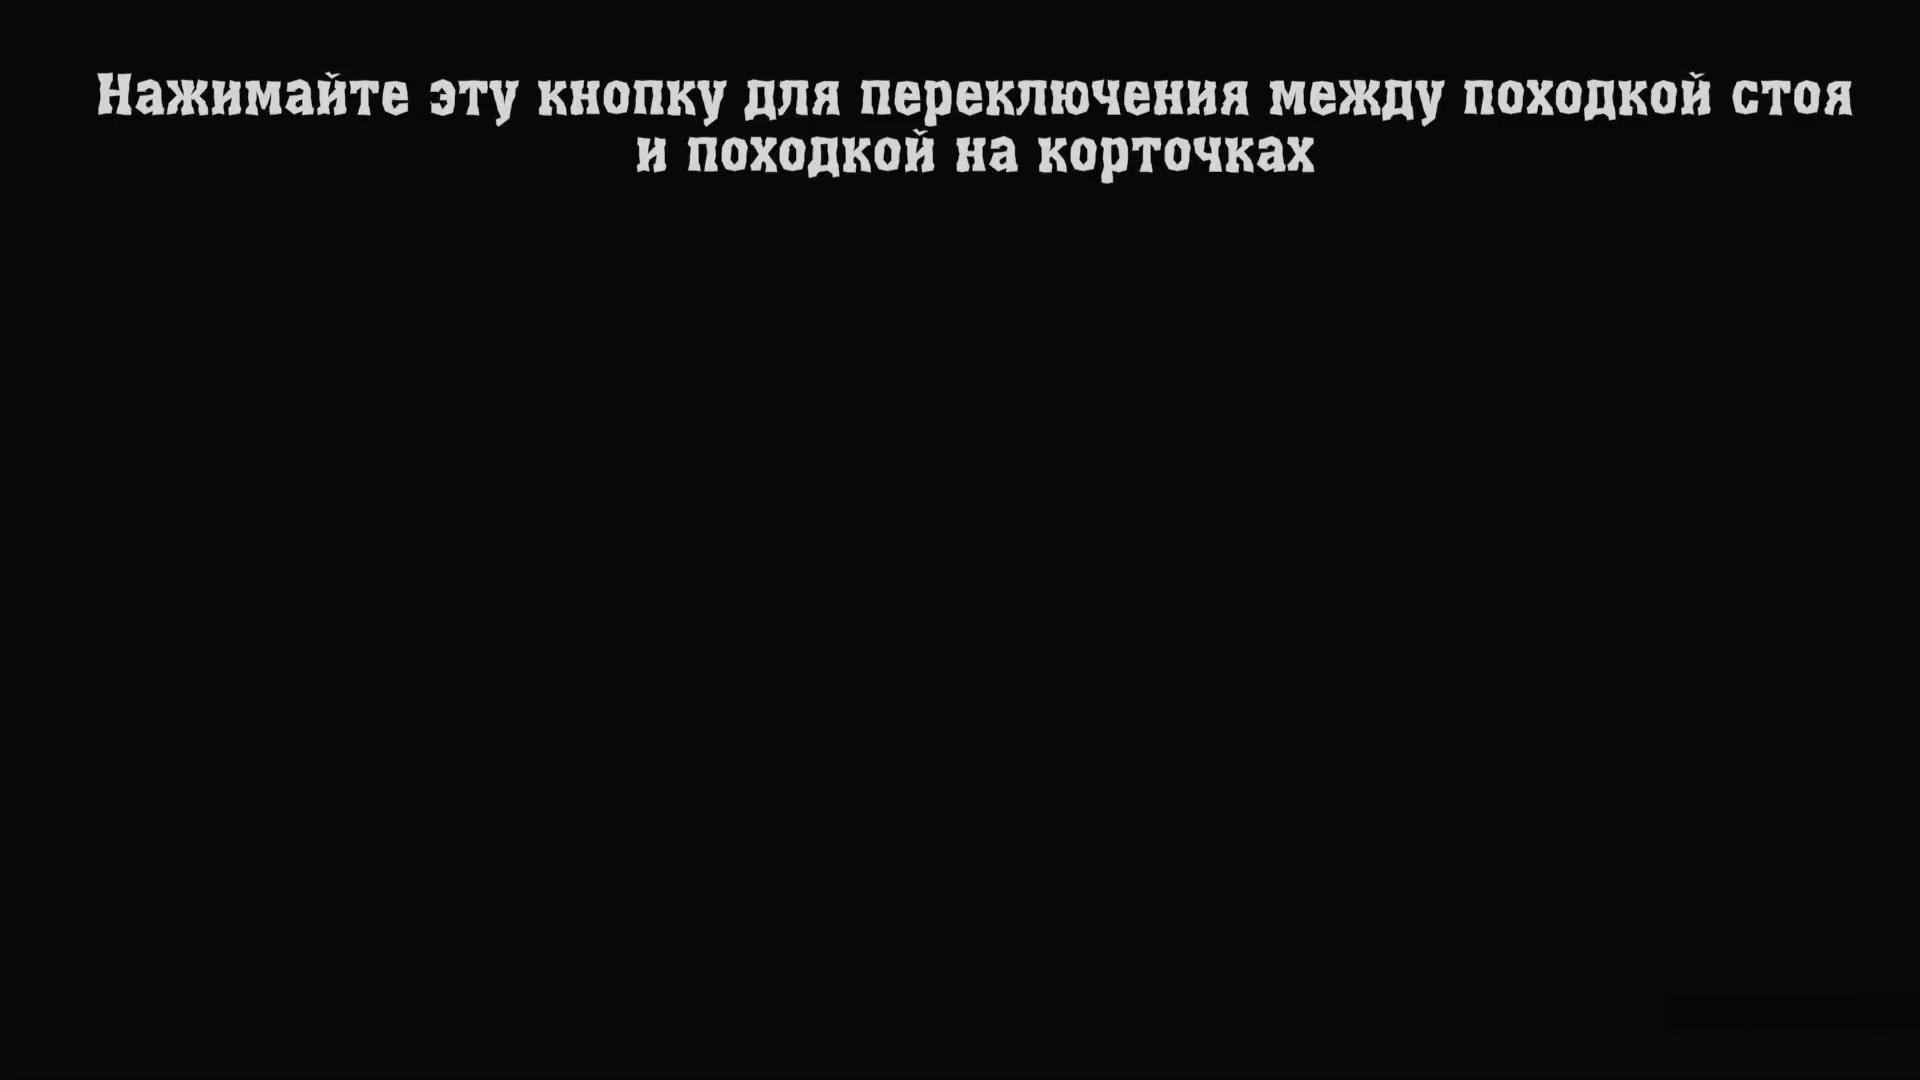 Нажимайте эту кнопку для переключения между походкой стоя
и походкой на корточках